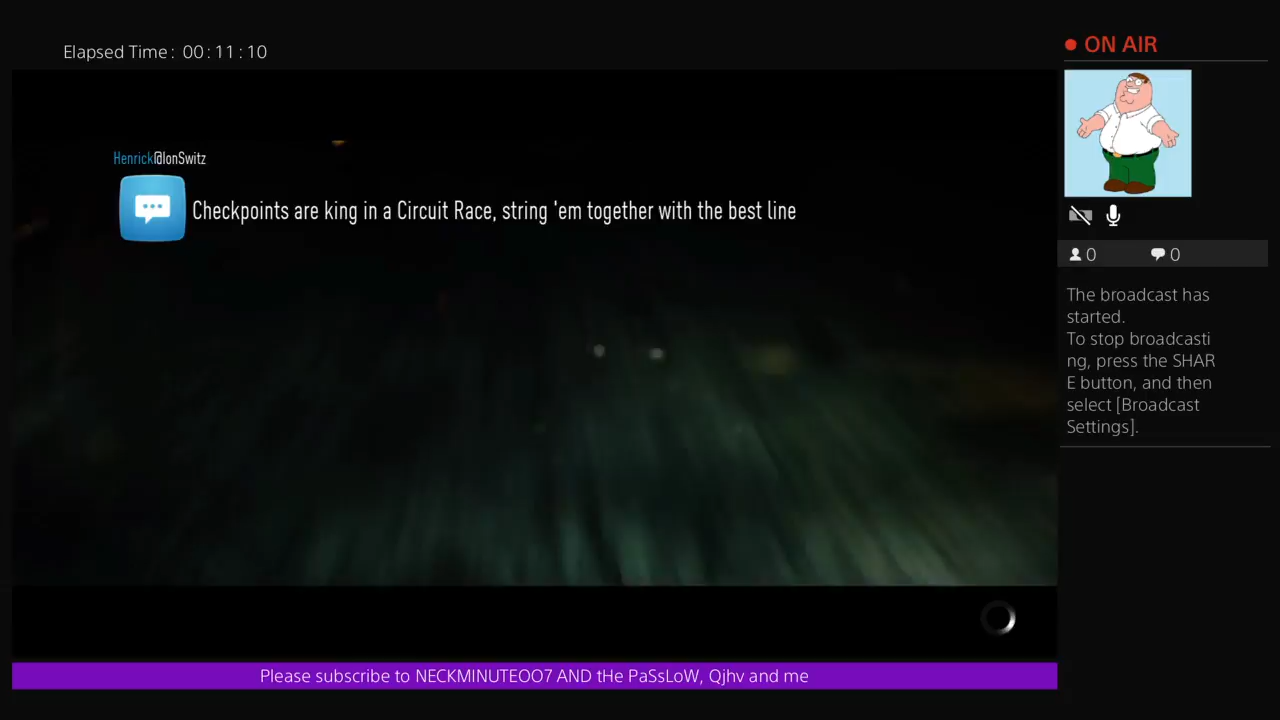 Elapsed Time: 00:11:10
ON AIR
Henrick@IonSwitz
Checkpoints are king in a Circuit Race, string 'em together with the best line
0
0
The broadcast has
started.
To stop broadcasti
ng, press the SHAR
E button, and then
select [Broadcast
Settings].
Please subscribe to NECKMINUTEOO7 AND tHe PaSsLoW, Qjhv and me